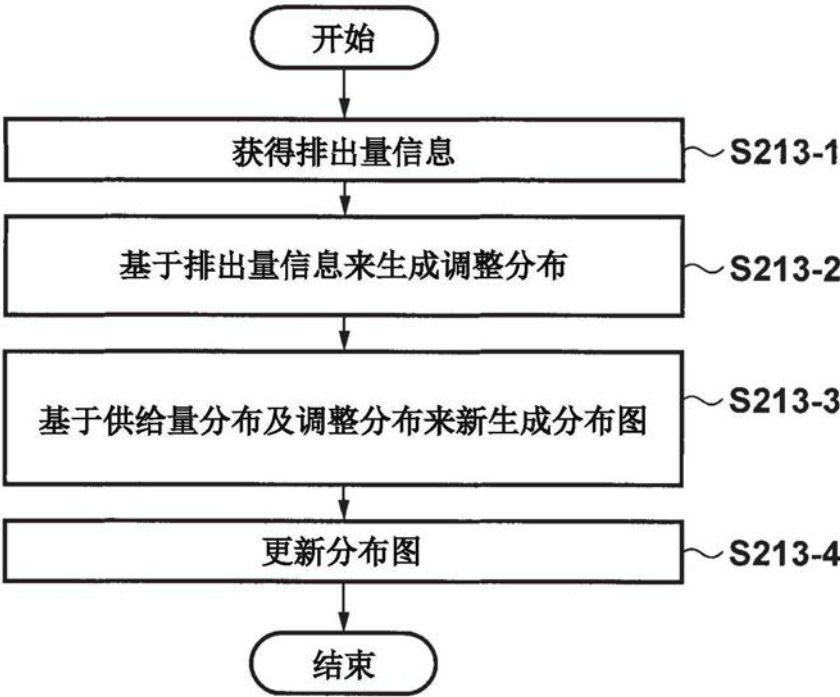 开始
获得排出量信息
S213-1
基于排出量信息来生成调整分布
S213-2
基于供给量分布及调整分布来新生成分布图
S213-3
更新分布图
S213-4
结束